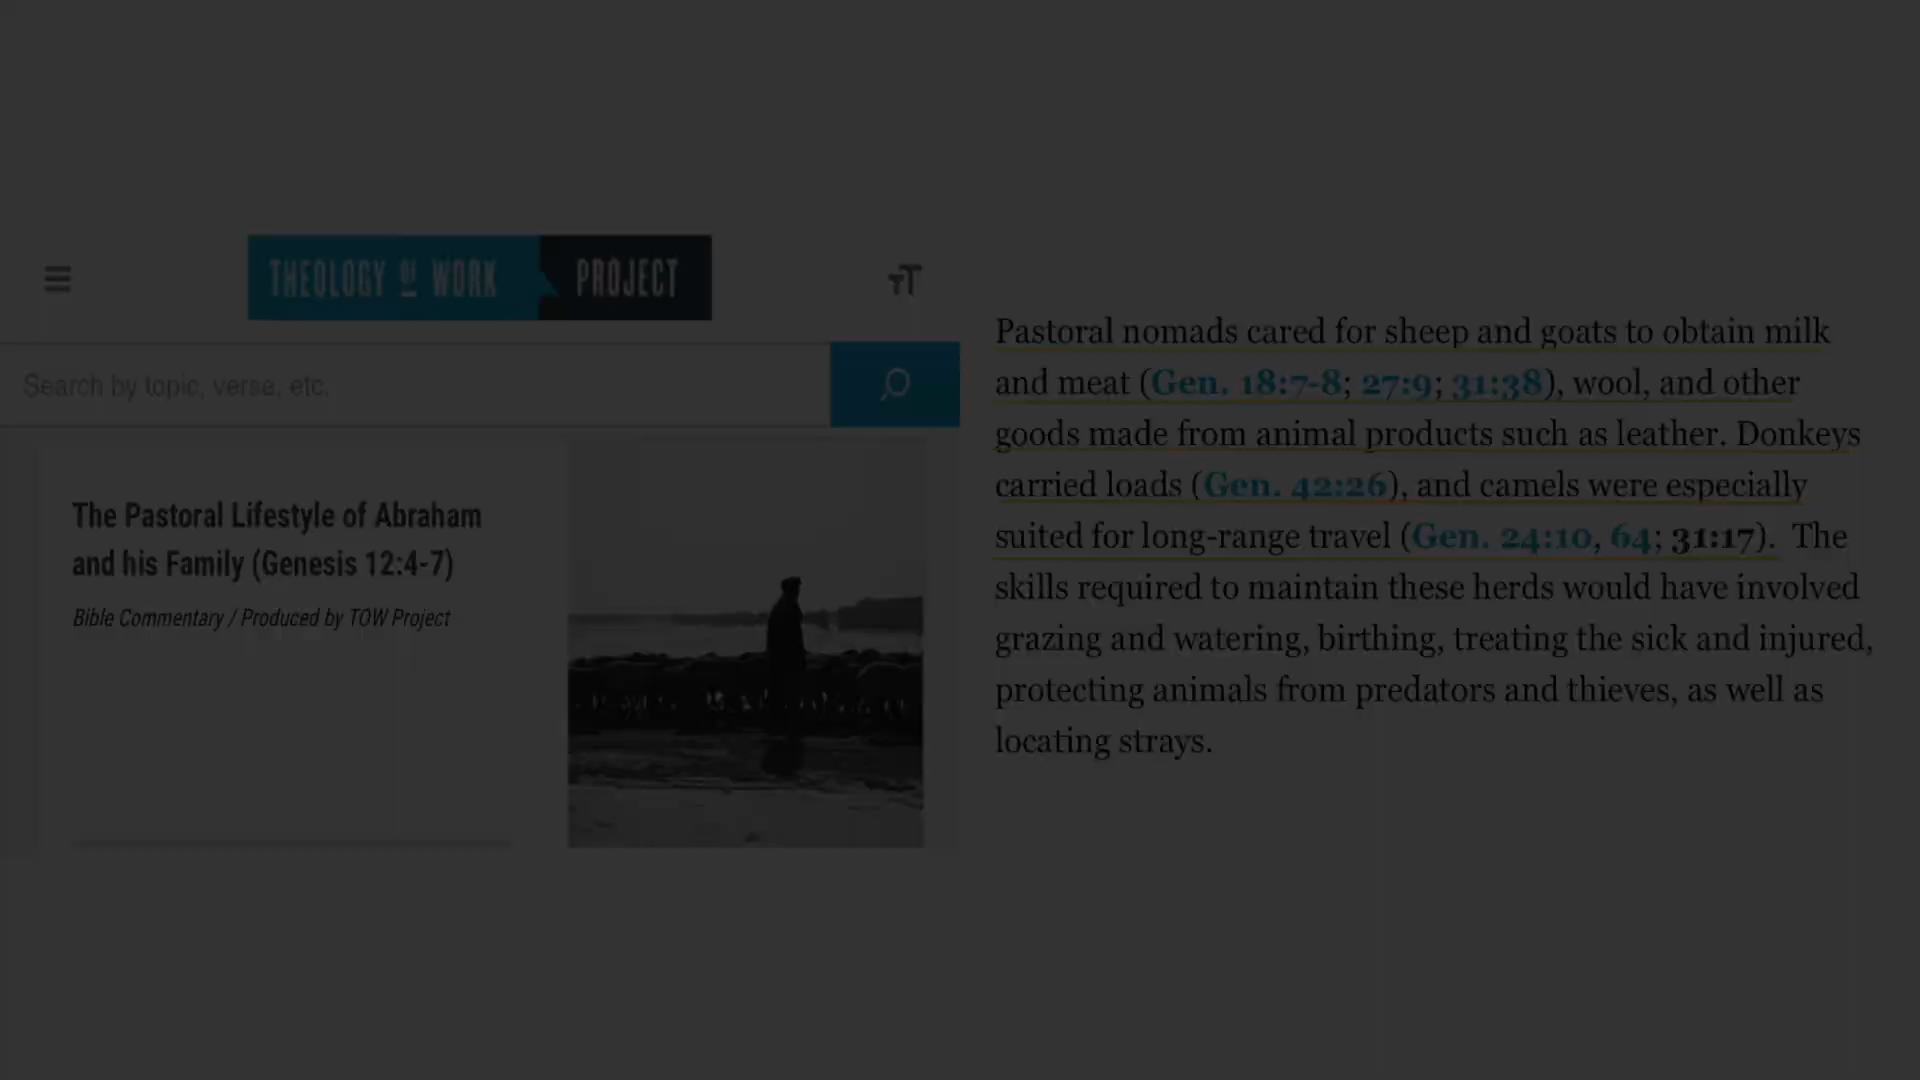 THEOLOGY OF WORK PROJECT
Search by topic, verse, etc.
The Pastoral Lifestyle of Abraham
and his Family (Genesis 12:4-7)
Bible Commentary / Produced by TOW Project
Pastoral nomads cared for sheep and goats to obtain milk
and meat (Gen. 18:7-8; 27:9; 31:38), wool, and other
goods made from animal products such as leather. Donkeys
carried loads (Gen. 42:26), and camels were especially
suited for long-range travel (Gen. 24:10, 64; 31:17). The
skills required to maintain these herds would have involved
grazing and watering, birthing, treating the sick and injured,
protecting animals from predators and thieves, as well as
locating strays.